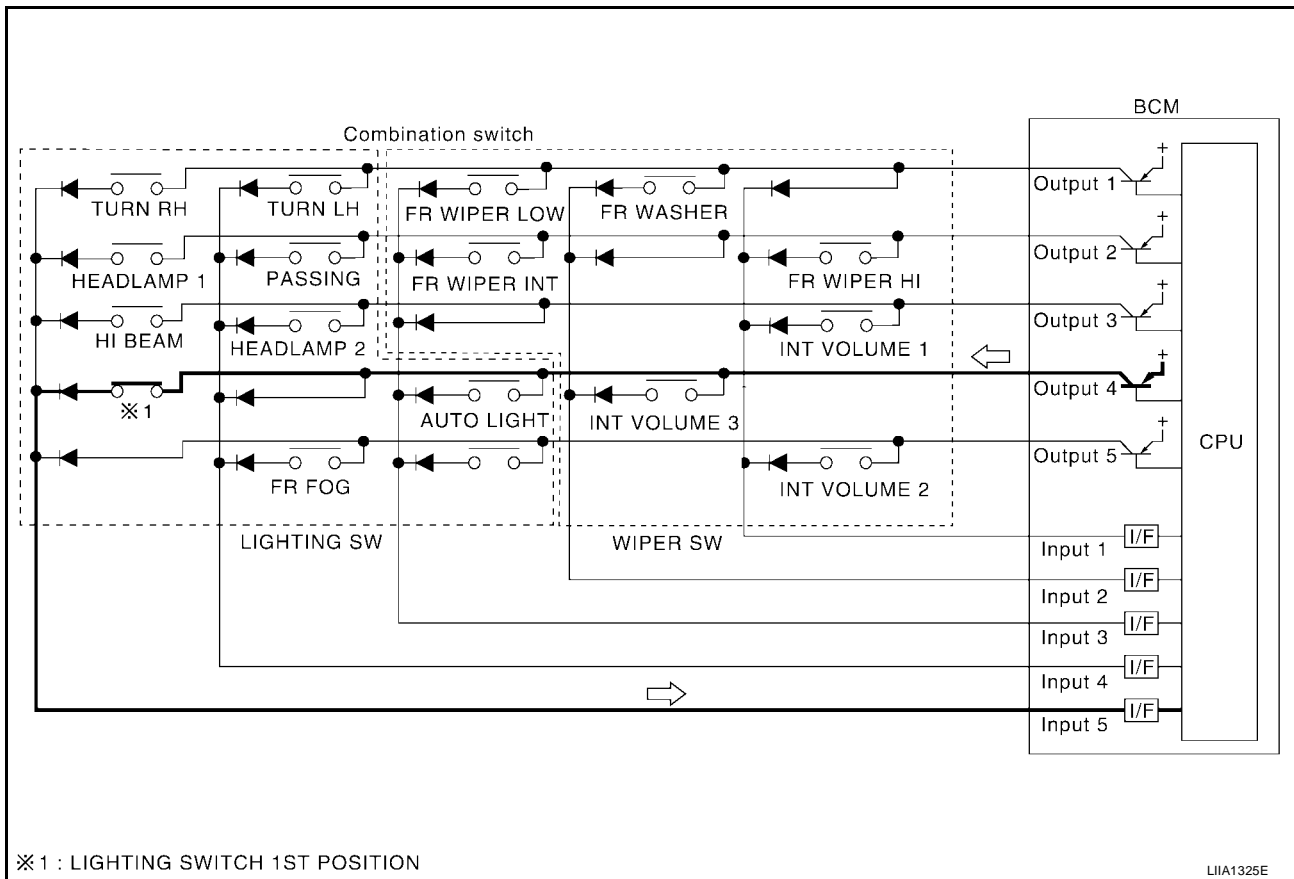 BCM
Combination switch
Output 1
TURN RH
TURN LH
FR WIPER LOW
FR WASHER
Output 2
HEADLAMP 1
PASSING
FR WIPER INT
FR WIPER HI
Output 3
HI BEAM
HEADLAMP 2
INT VOLUME 1
Output 4
※1
AUTO LIGHT
INT VOLUME 3
CPU
Output 5
FR FOG
INT VOLUME 2
LIGHTING SW
WIPER SW
Input 1
I/F
Input 2
I/F
Input 3
I/F
Input 4
I/F
Input 5
I/F
+
+
+
+
+
※1 : LIGHTING SWITCH 1ST POSITION
LIIA1325E